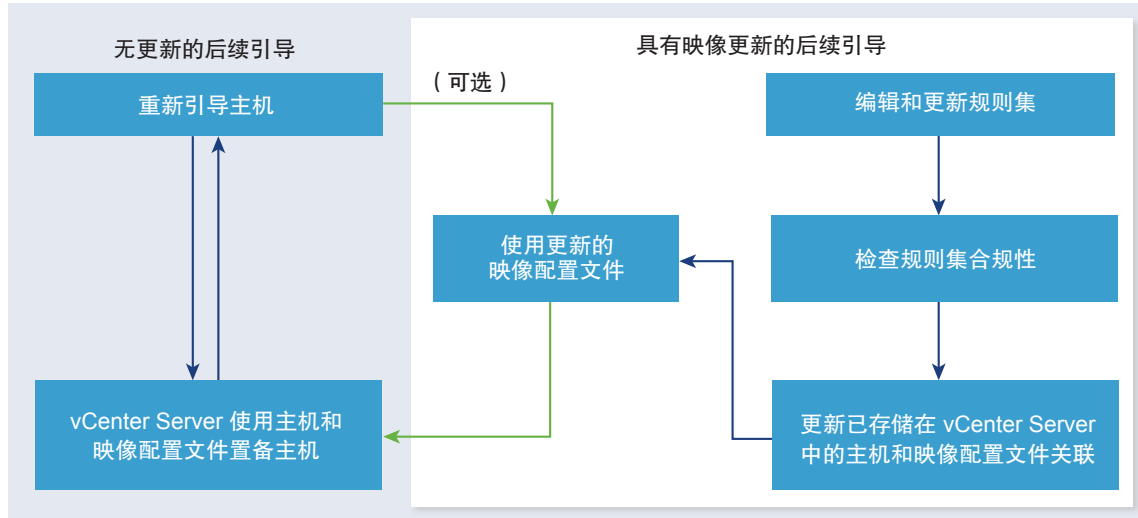 无更新的后续引导
具有映像更新的后续引导
重新引导主机
（可选）
编辑和更新规则集
使用更新的
映像配置文件
检查规则集合规性
vCenter Server 使用主机和
映像配置文件置备主机
更新已存储在 vCenter Server
中的主机和映像配置文件关联